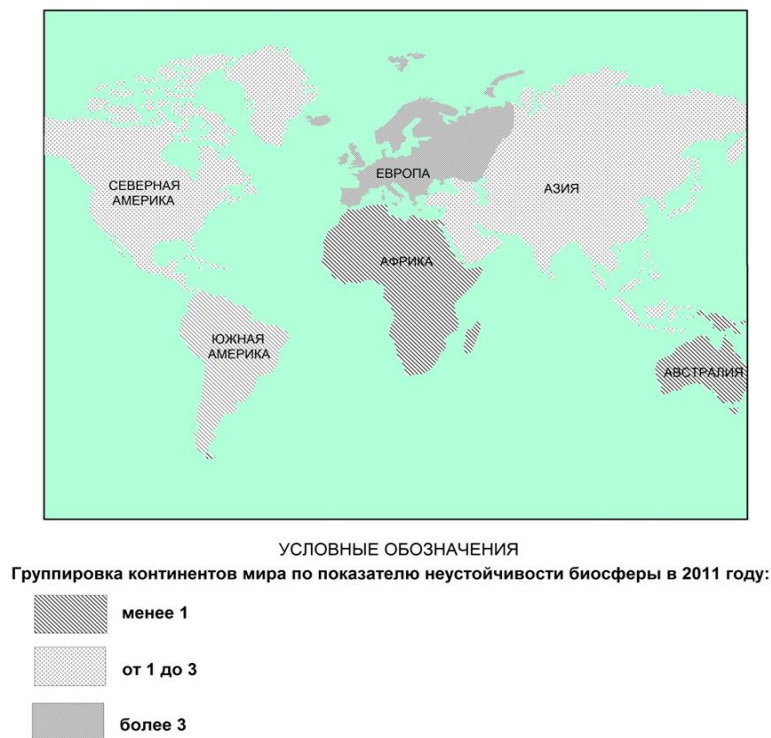 СЕВЕРНАЯ
АМЕРИКА
ЕВРОПА
АЗИЯ
АФРИКА
ЮЖНАЯ
АМЕРИКА
АВСТРАЛИЯ
УСЛОВНЫЕ ОБОЗНАЧЕНИЯ
Группировка континентов мира по показателю неустойчивости биосферы в 2011 году:
менее 1
от 1 до 3
более 3